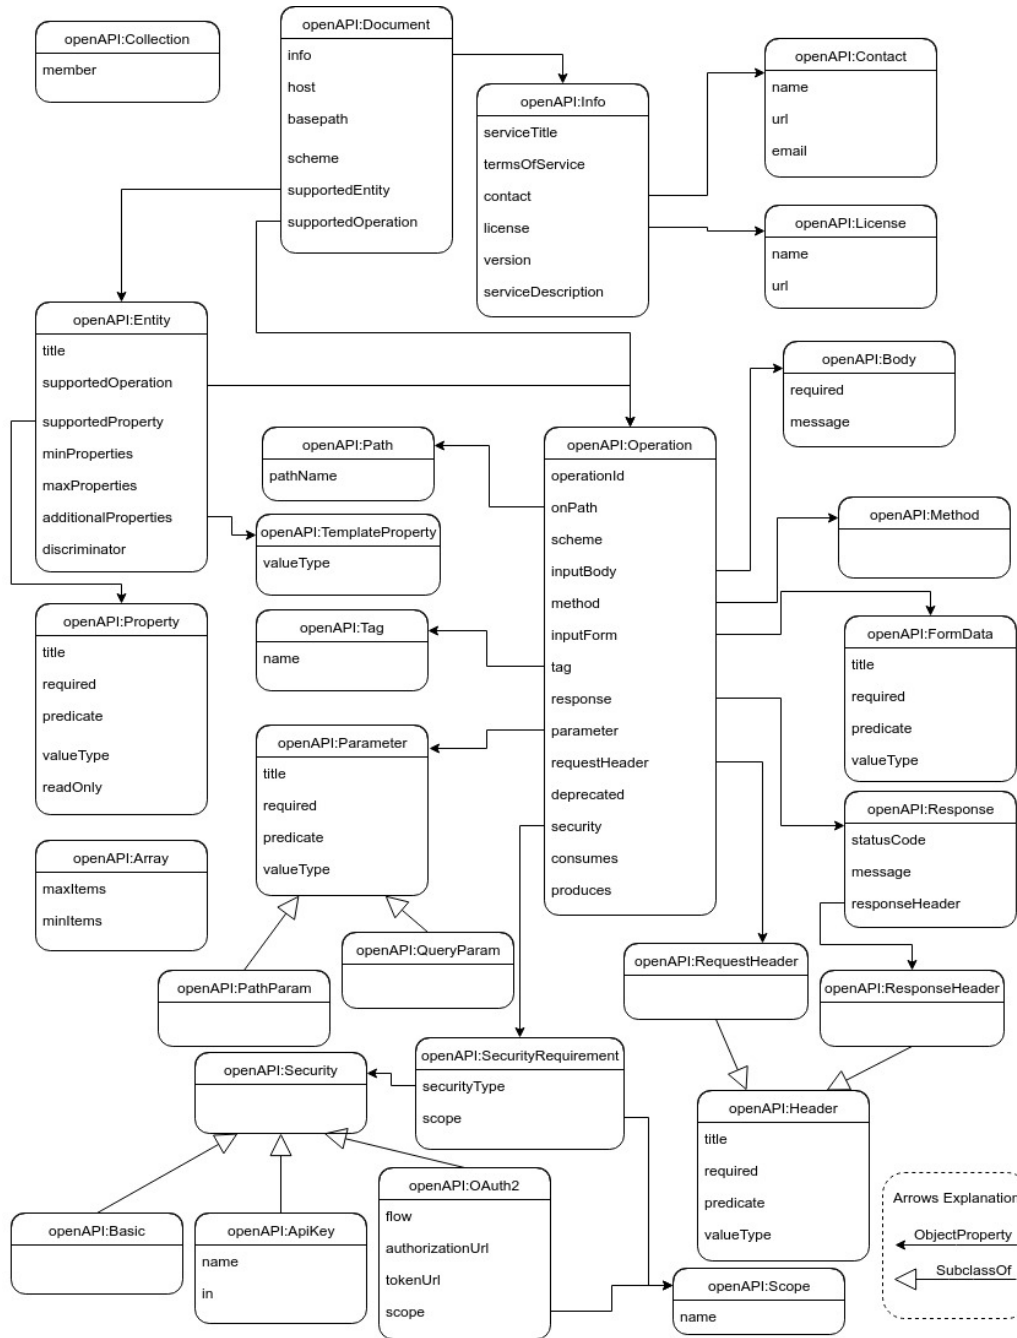 openAPI:Collection
member
openAPI:Document
info
host
basepath
scheme
supportedEntity
supportedOperation
openAPI:Info
serviceTitle
termsOfService
contact
license
version
serviceDescription
openAPI:Contact
name
url
email
openAPI:License
name
url
openAPI:Entity
title
supportedOperation
supportedProperty
minProperties
maxProperties
additionalProperties
discriminator
openAPI:Path
pathName
openAPI:TemplateProperty
valueType
openAPI:Tag
name
openAPI:Operation
operationId
onPath
scheme
inputBody
method
inputForm
tag
response
parameter
requestHeader
deprecated
security
consumes
produces
openAPI:Body
required
message
openAPI:Method
openAPI:FormData
title
required
predicate
valueType
openAPI:Property
title
required
predicate
valueType
readOnly
openAPI:Parameter
title
required
predicate
valueType
openAPI:Response
statusCode
message
responseHeader
openAPI:Array
maxItems
minItems
openAPI:QueryParam
openAPI:PathParam
openAPI:RequestHeader
openAPI:ResponseHeader
openAPI:Security
openAPI:SecurityRequirement
securityType
scope
openAPI:Header
title
required
predicate
valueType
openAPI:Basic
openAPI:ApiKey
name
in
openAPI:OAuth2
flow
authorizationUrl
tokenUrl
scope
openAPI:Scope
name
Arrows Explanation
ObjectProperty
SubclassOf